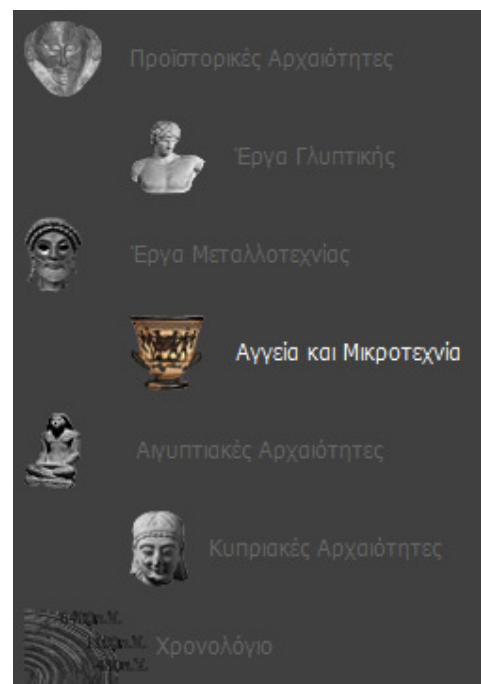 Προϊστορικές Αρχαιότητες
Έργα Γλυπτικής
Έργα Μεταλλοτεχνίας
Αγγεία και Μικροτεχνία
Αιγυπτιακές Αρχαιότητες
Κυπριακές Αρχαιότητες
Χρονολόγιο